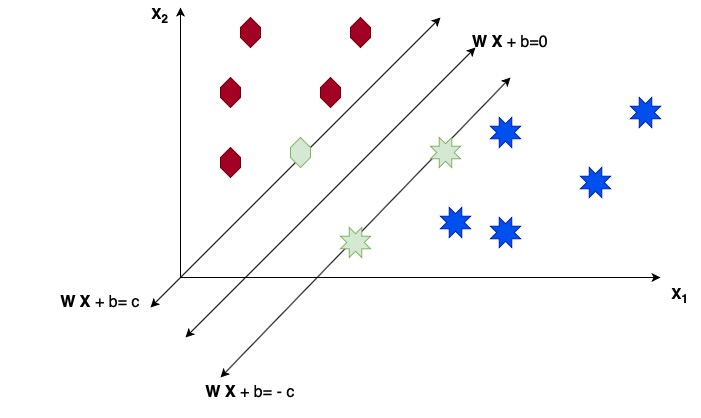 X2
W X + b=0
X1
W X + b= c
W X + b= - c